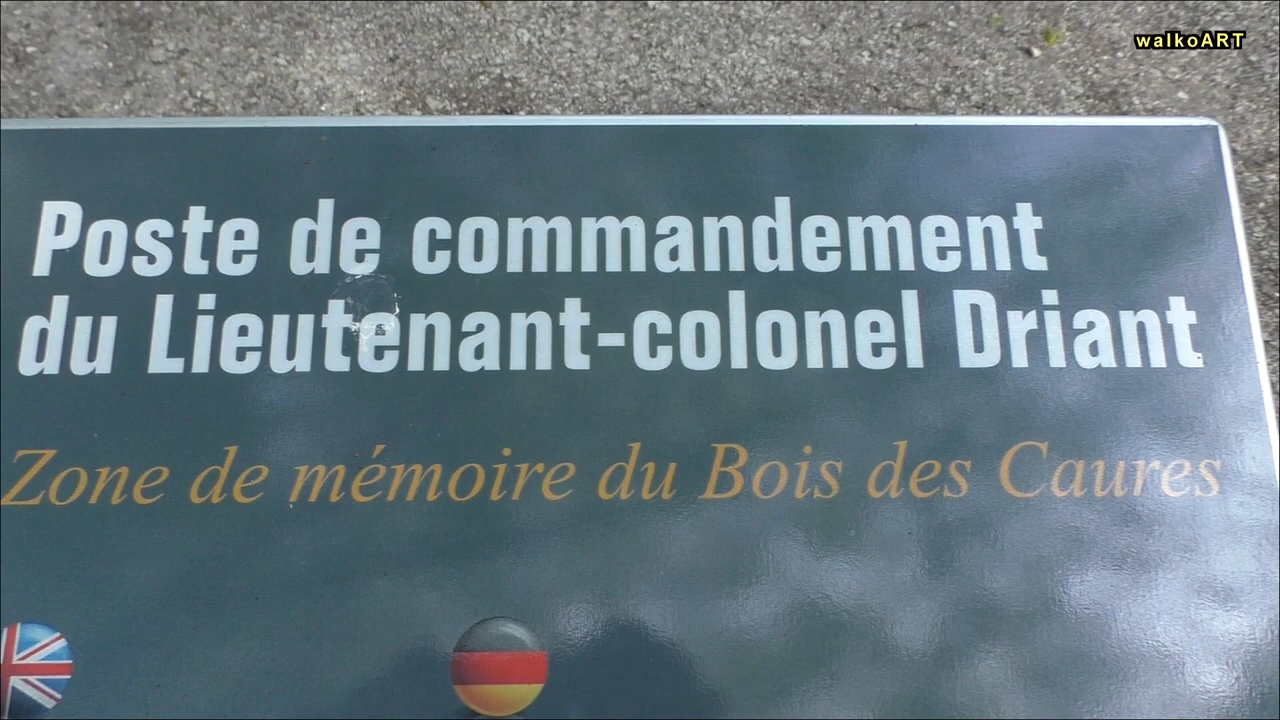 walkoART
Poste de commandement
du Lieutenant-colonel Driant
Zone de mémoire du Bois des Caures